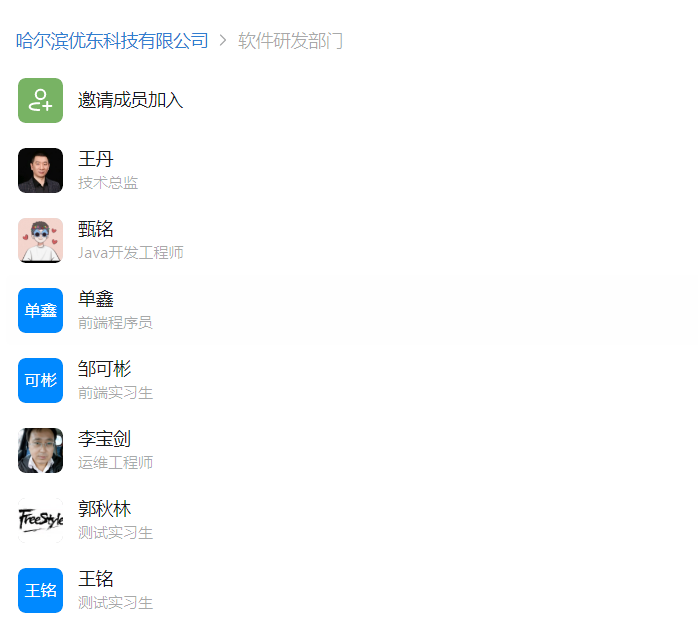 哈尔滨优东科技有限公司 > 软件研发部门
邀请成员加入
王丹
技术总监
甄铭
Java开发工程师
单鑫
单鑫
前端程序员
可彬
邹可彬
前端实习生
李宝剑
运维工程师
FreeStyle
郭秋林
测试实习生
王铭
王铭
测试实习生